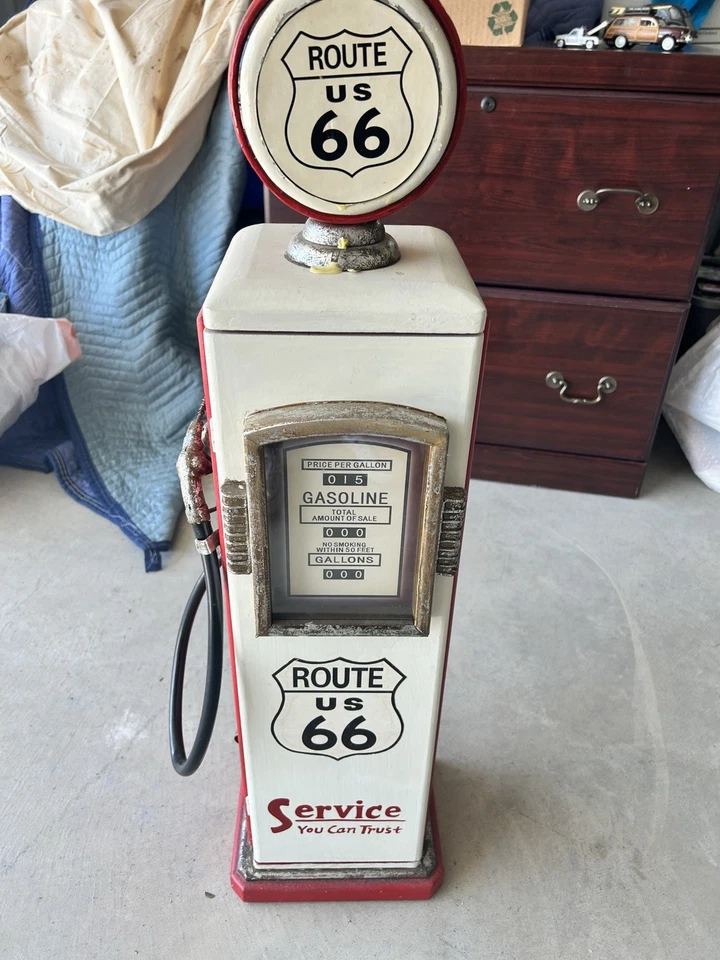 ROUTE
US
66
PRICE PER GALLON
015
GASOLINE
TOTAL
AMOUNT OF SALE
000
NO SMOKING
WITHIN 50 FEET
GALLONS
000
ROUTE
US
66
Service
You Can Trust